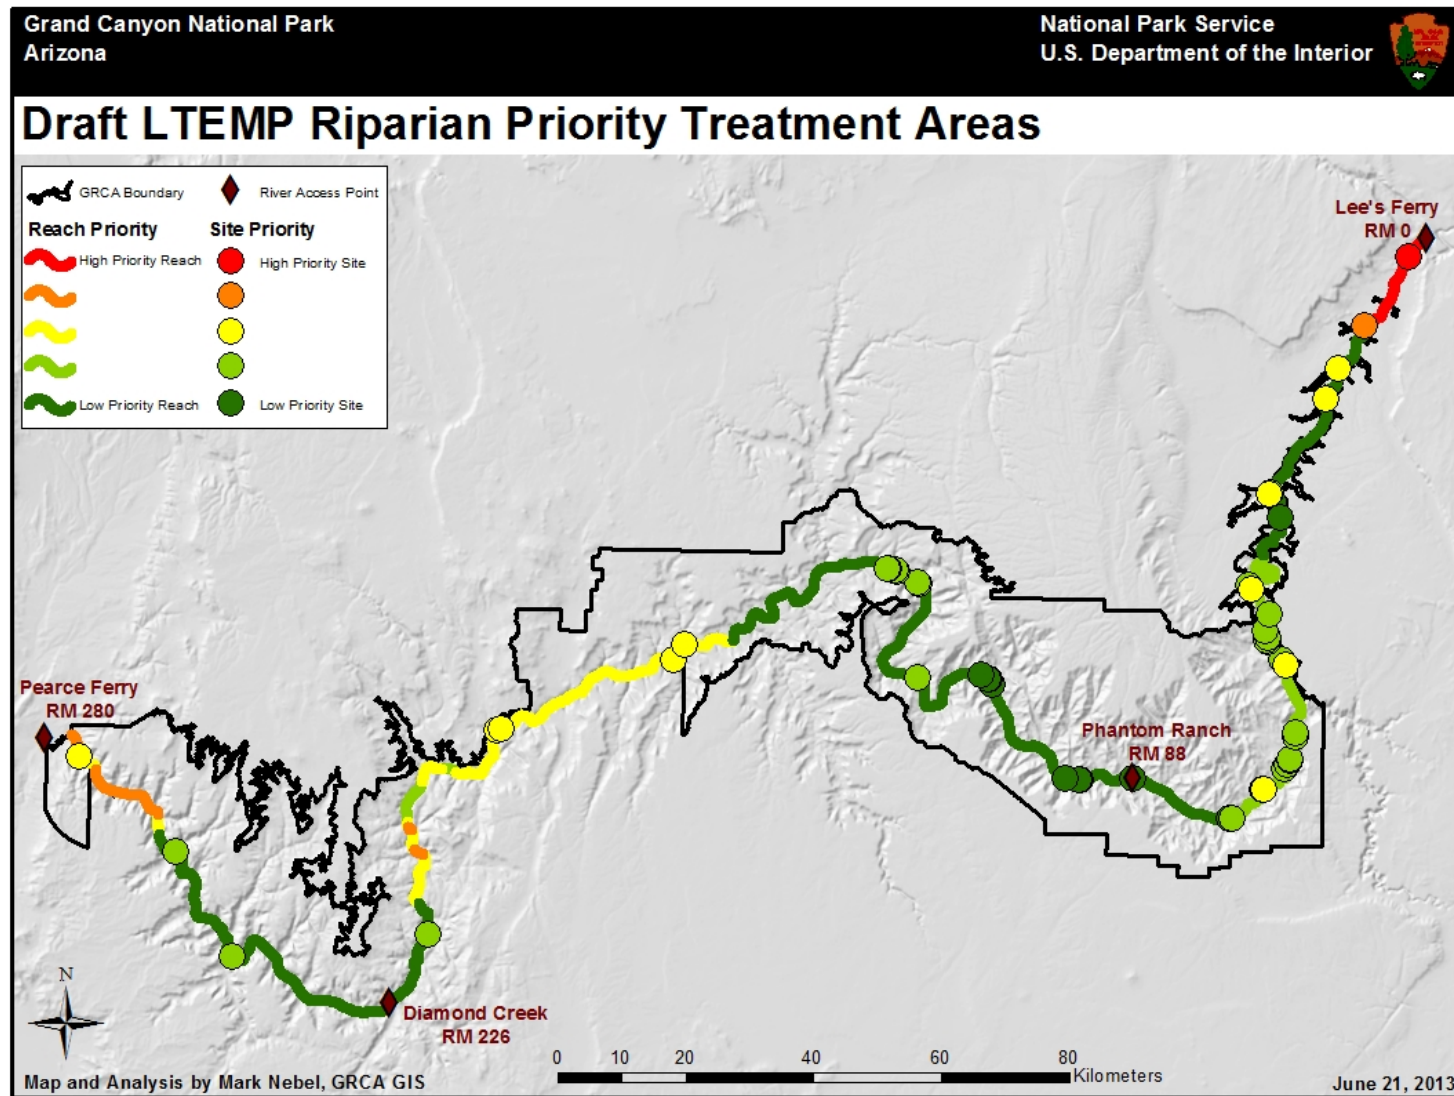 Grand Canyon National Park
Arizona
National Park Service
U.S. Department of the Interior
Draft LTEMP Riparian Priority Treatment Areas
GRCA Boundary
River Access Point
Reach Priority
Site Priority
High Priority Reach
High Priority Site
Low Priority Reach
Low Priority Site
Lee's Ferry
RM 0
Pearce Ferry
RM 280
Phantom Ranch
RM 88
Diamond Creek
RM 226
N
0 10 20 40 60 80
Kilometers
Map and Analysis by Mark Nebel, GRCA GIS
June 21, 2013